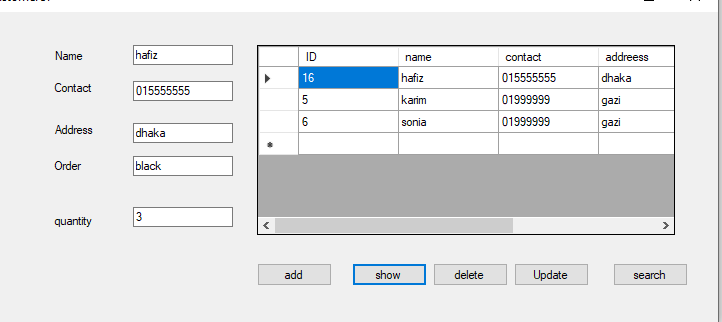 Name hafiz
Contact 015555555
Address dhaka
Order black
quantity 3
ID name contact addreess
16 hafiz 015555555 dhaka
5 karim 01999999 gazi
6 sonia 01999999 gazi
add show delete Update search